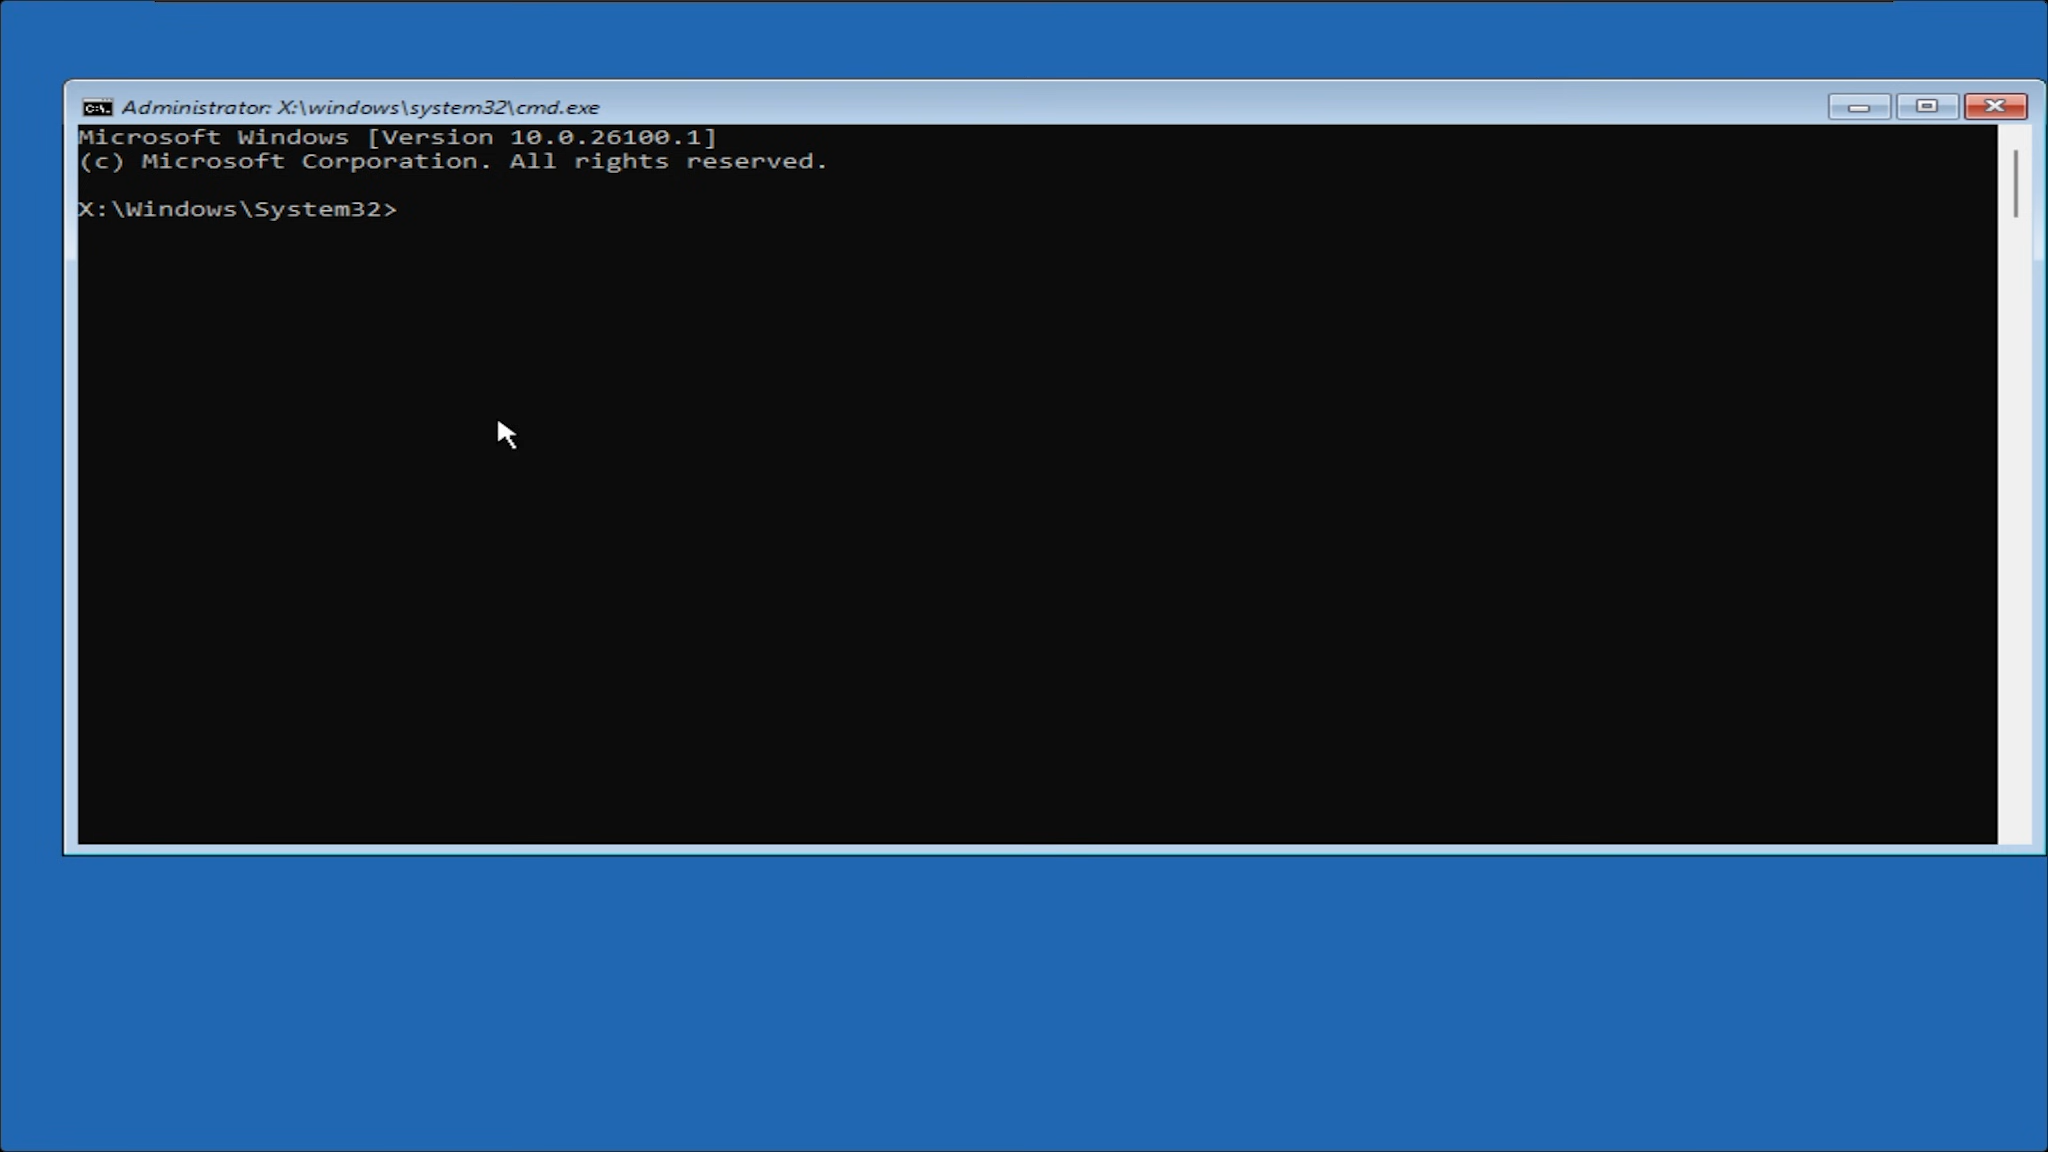 Administrator: X:\windows\system32\cmd.exe
Microsoft Windows [Version 10.0.26100.1]
(c) Microsoft Corporation. All rights reserved.
X:\Windows\System32>